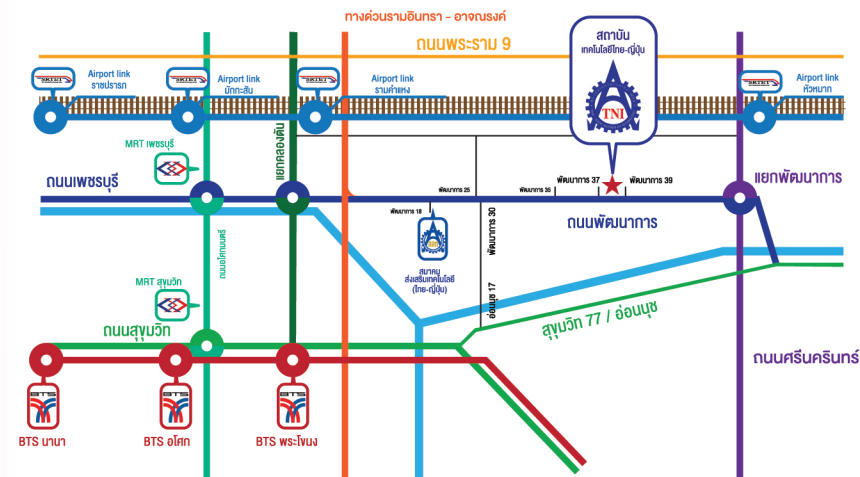 ทางด่วนรามอินทรา - อาจณรงค์
ถนนพระราม 9
สถาบัน
เทคโนโลยีไทย-ญี่ปุ่น
TNI
Airport link
ราชปรารภ
Airport link
มักกะสัน
Airport link
รามคำแหง
Airport link
หัวหมาก
MRT เพชรบุรี
แยกคลองตัน
ถนนเพชรบุรี
พัฒนาการ 25
พัฒนาการ 35
พัฒนาการ 37
พัฒนาการ 39
แยกพัฒนาการ
พัฒนาการ 18
พัฒนาการ 30
ถนนพัฒนาการ
ถนนอโศกมนตรี
สมาคม
ส่งเสริมเทคโนโลยี
(ไทย-ญี่ปุ่น)
MRT สุขุมวิท
อ่อนนุช 17
ถนนสุขุมวิท
สุขุมวิท 77 / อ่อนนุช
ถนนศรีนครินทร์
BTS
BTS
BTS
BTS นานา
BTS อโศก
BTS พระโขนง